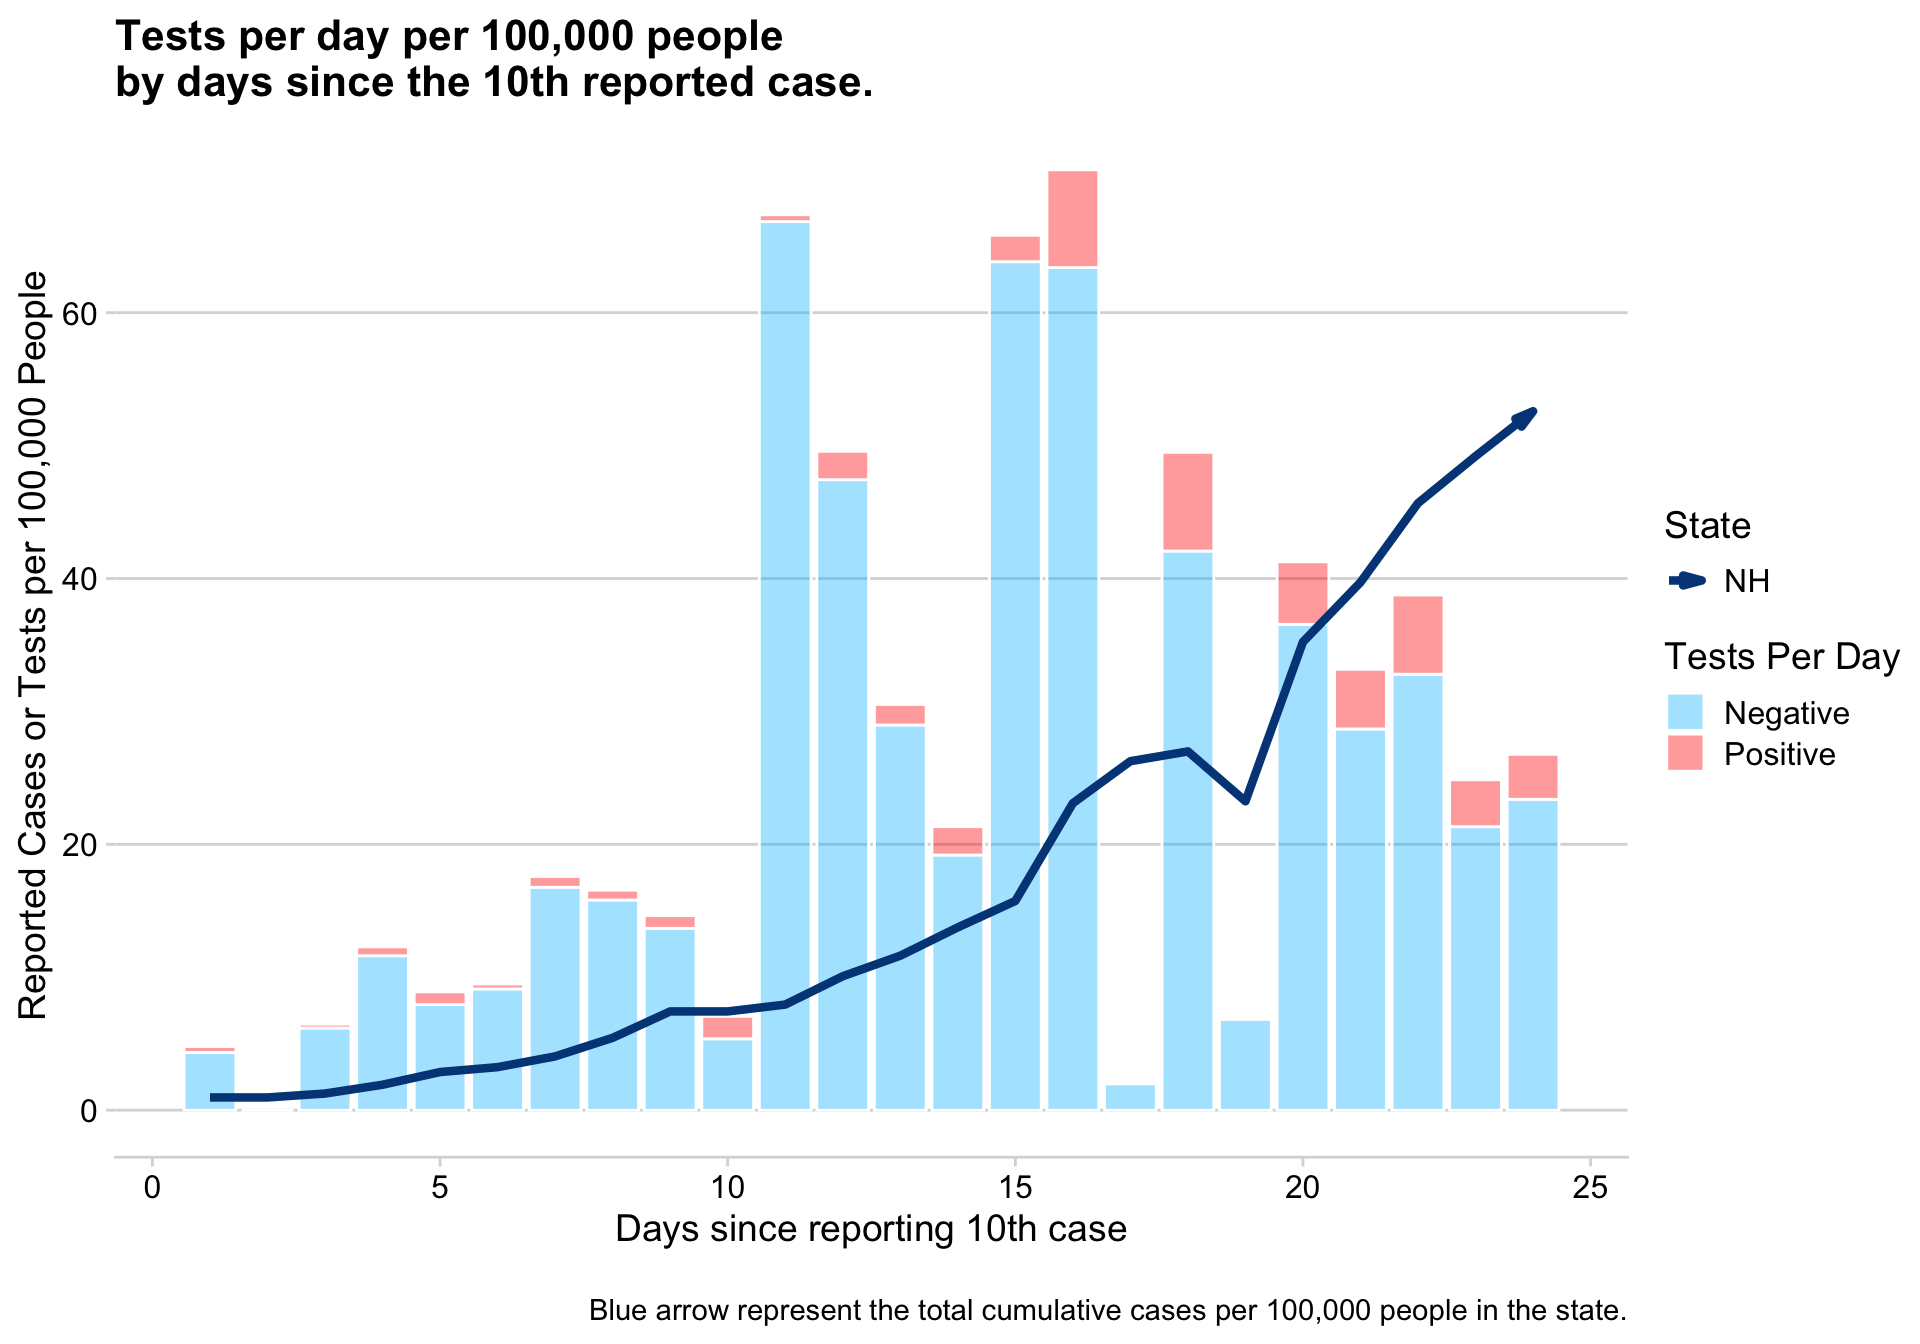 Tests per day per 100,000 people
by days since the 10th reported case.
Reported Cases or Tests per 100,000 People
60
40
20
0
0 5 10 15 20 25
Days since reporting 10th case
State
NH
Tests Per Day
Negative
Positive
Blue arrow represent the total cumulative cases per 100,000 people in the state.